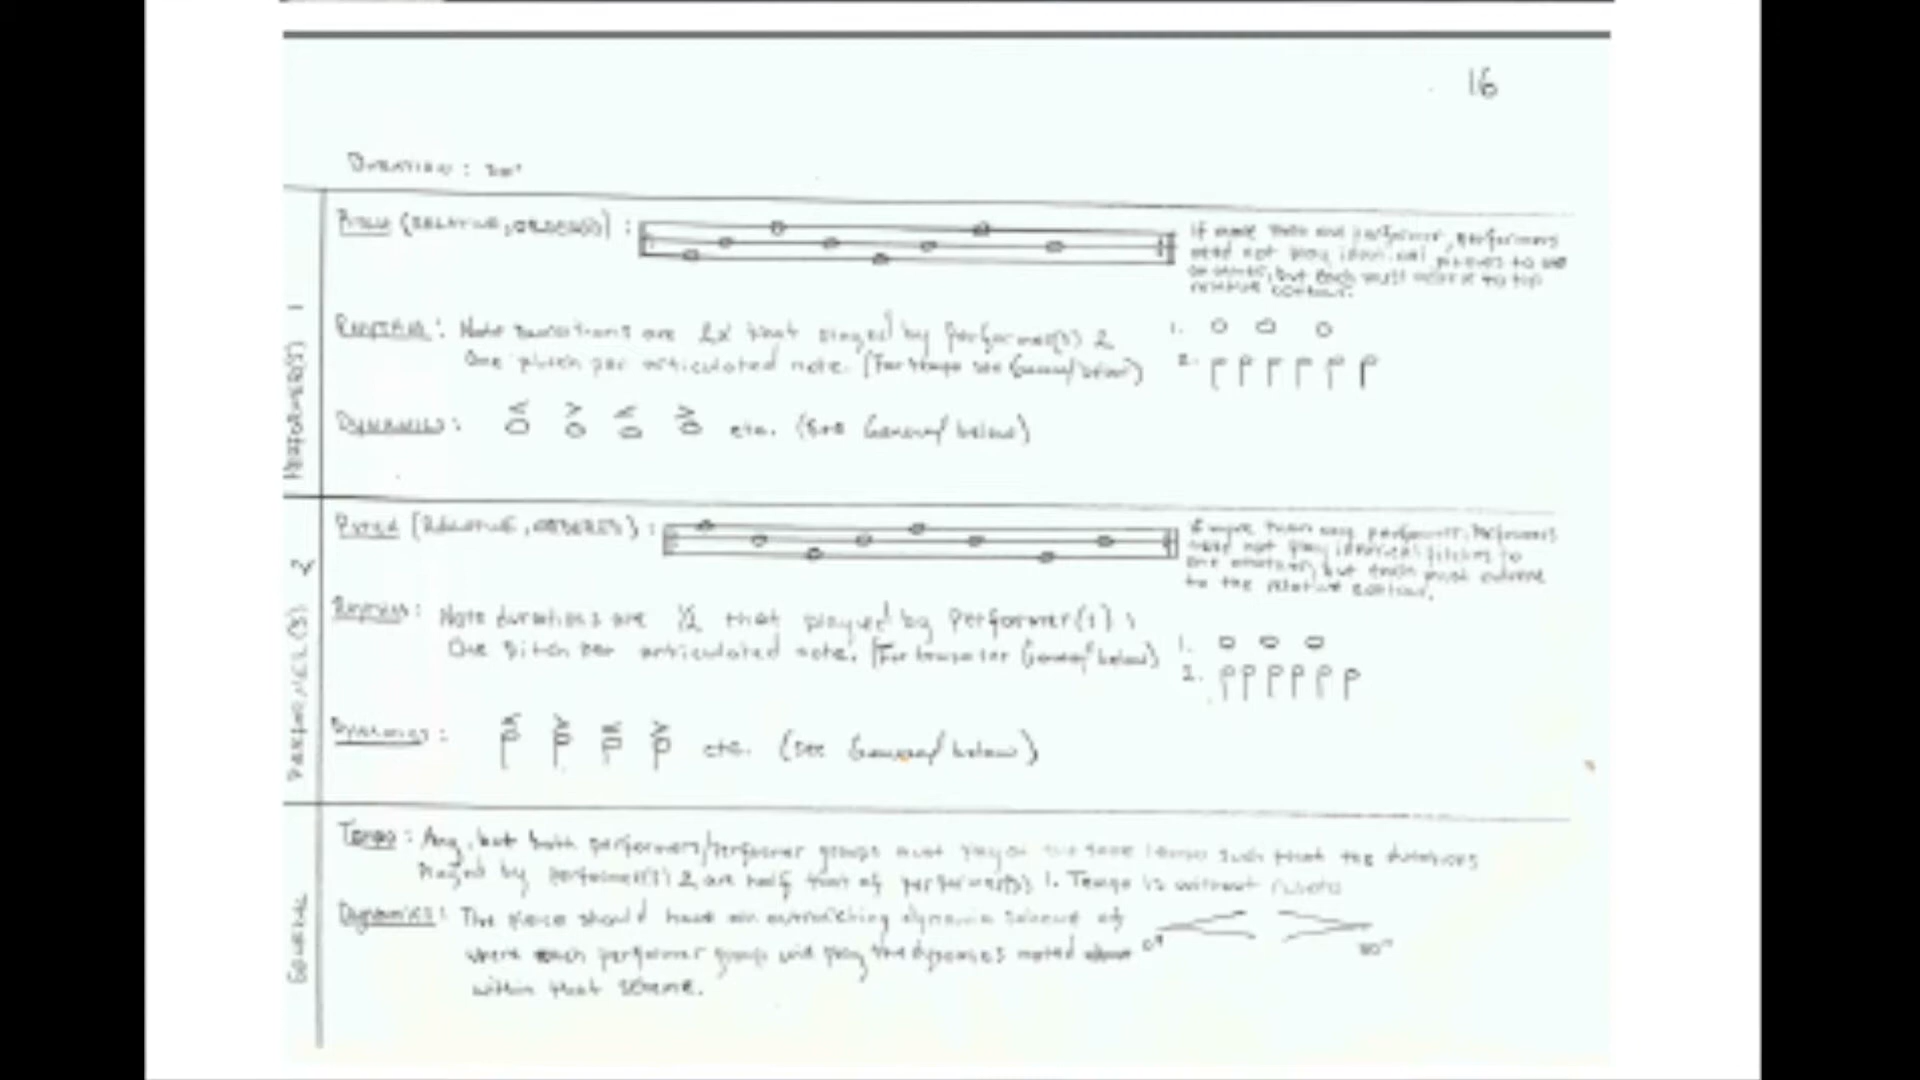 16
DURATION:
PITCH (RELATIVE, ORDERED):
If more than one performer, performers
need not play identical pitches to one
another, but each must adhere to the
relative contour.
RHYTHM: Note durations are 2x that played by performer(s) 2
One pitch per articulated note. (For tempo see General below)
1.
2.
DYNAMICS: etc. (See General below)
PERFORMER(S) 1
PITCH (RELATIVE, ORDERED):
If more than one performer, performers
need not play identical pitches to
one another, but each must adhere
to the relative contour.
RHYTHM: Note durations are 1/2 that played by performer(s) 1
One pitch per articulated note. (For tempo see General below)
1.
2.
DYNAMICS: etc. (see General below)
PERFORMER(S) 2
Tempo: Any, but both performers/performer groups must play at the same tempo such that the durations
played by performer(s) 2 are half that of performer(s) 1. Tempo is without rubato
Dynamics: The piece should have an overarching dynamic scheme of
where each performer group will play the dynamics noted above
within that scheme.
0"
GENERAL